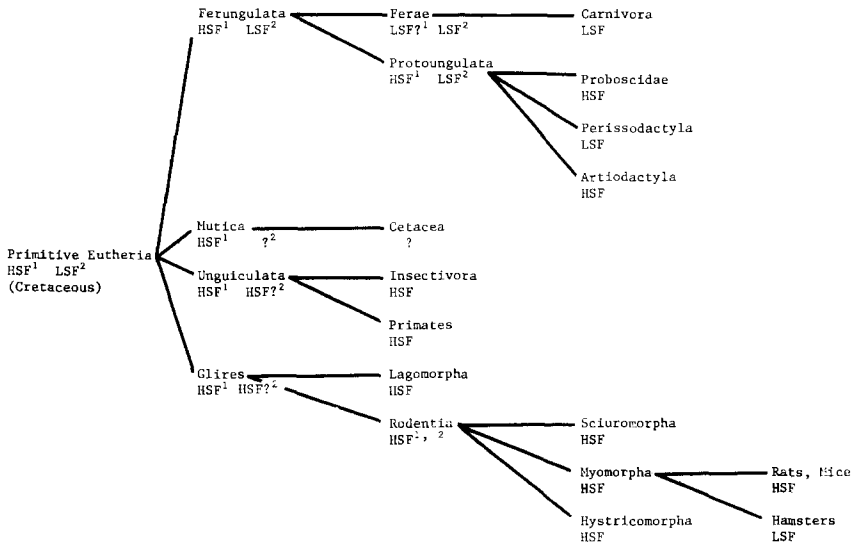 Ferungulata
HSF¹ LSF²
Ferae
LSF?¹ LSF²
Carnivora
LSF
Protoungulata
HSF¹ LSF²
Proboscidae
HSF
Perissodactyla
LSF
Artiodactyla
HSF
Primitive Eutheria
HSF¹ LSF²
(Cretaceous)
Mutica
HSF¹ ?²
Cetacea
?
Unguiculata
HSF¹ HSF?²
Insectivora
HSF
Primates
HSF
Glires
HSF¹ HSF?²
Lagomorpha
HSF
Rodentia
HSF¹, ²
Sciuromorpha
HSF
Myomorpha
HSF
Rats, Mice
HSF
Hamsters
LSF
Hystricomorpha
HSF